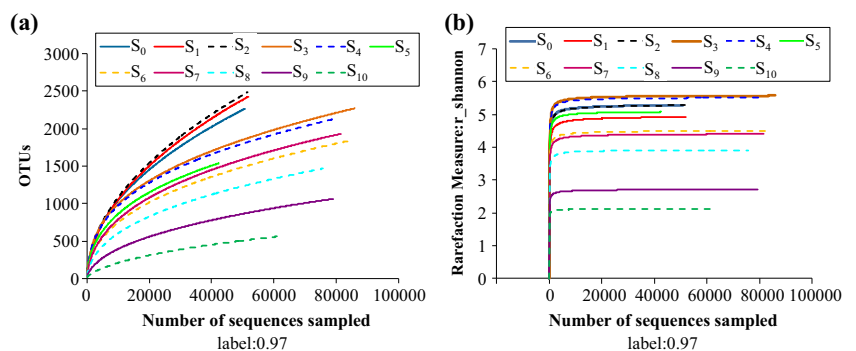 (a)
S0 S1 S2 S3 S4 S5
S6 S7 S8 S9 S10
3000
2500
2000
1500
1000
500
0
OTUs
0 20000 40000 60000 80000 100000
Number of sequences sampled
label:0.97
(b)
S0 S1 S2 S3 S4 S5
S6 S7 S8 S9 S10
7
6
5
4
3
2
1
0
Rarefaction Measure:r_shannon
0 20000 40000 60000 80000 100000
Number of sequences sampled
label:0.97